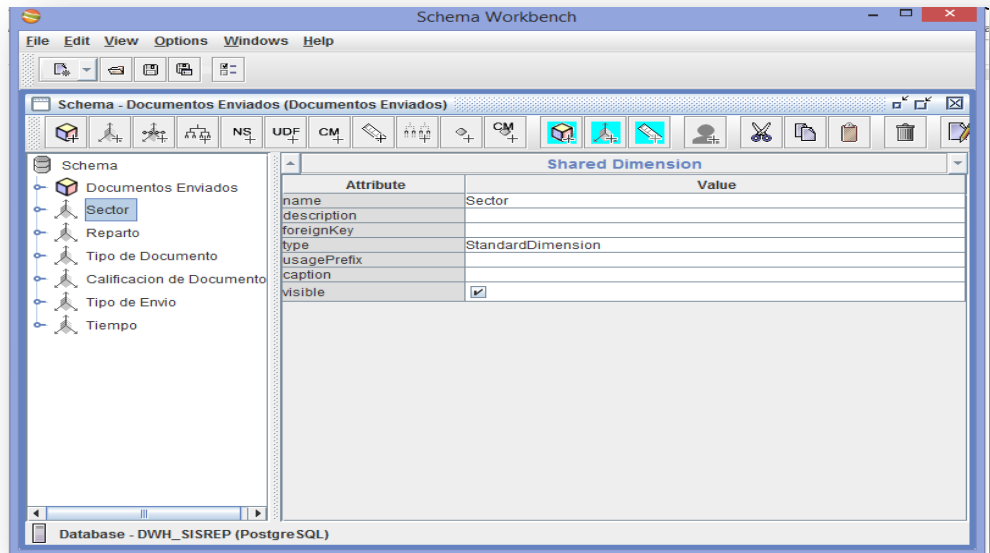 Schema Workbench
File Edit View Options Windows Help
Schema - Documentos Enviados (Documentos Enviados)
NS UDF CM CM
Schema
Shared Dimension
Documentos Enviados
Attribute Value
name Sector
Sector
description
Reparto
foreignKey
type StandardDimension
Tipo de Documento
usagePrefix
caption
Calificacion de Documento
visible
Tipo de Envio
Tiempo
Database - DWH_SISREP (PostgreSQL)